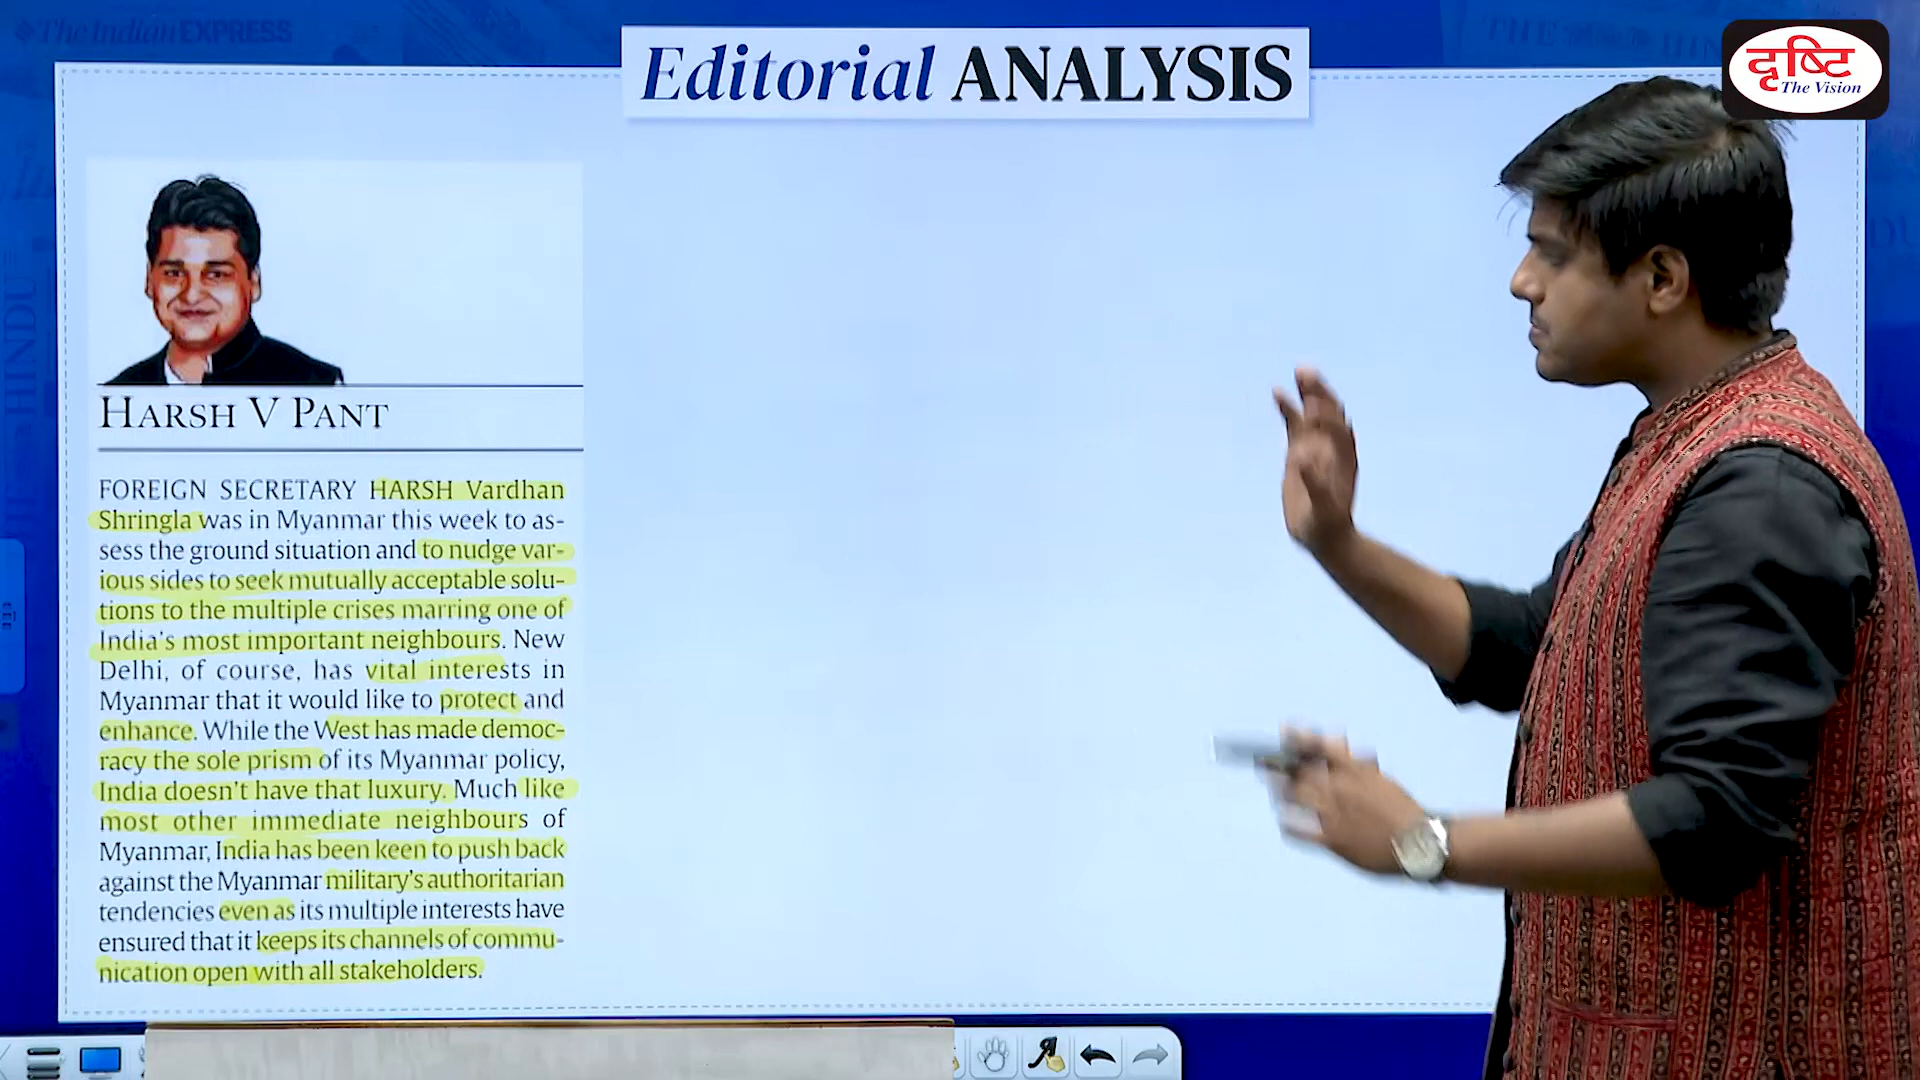 The Indian EXPRESS
Editorial ANALYSIS
दृष्टि
The Vision
HINDU
HARSH V PANT
FOREIGN SECRETARY HARSH Vardhan
Shringla was in Myanmar this week to as-
sess the ground situation and to nudge var-
ious sides to seek mutually acceptable solu-
tions to the multiple crises marring one of
India's most important neighbours. New
Delhi, of course, has vital interests in
Myanmar that it would like to protect and
enhance. While the West has made democ-
racy the sole prism of its Myanmar policy,
India doesn't have that luxury. Much like
most other immediate neighbours of
Myanmar, India has been keen to push back
against the Myanmar military's authoritarian
tendencies even as its multiple interests have
ensured that it keeps its channels of commu-
nication open with all stakeholders.